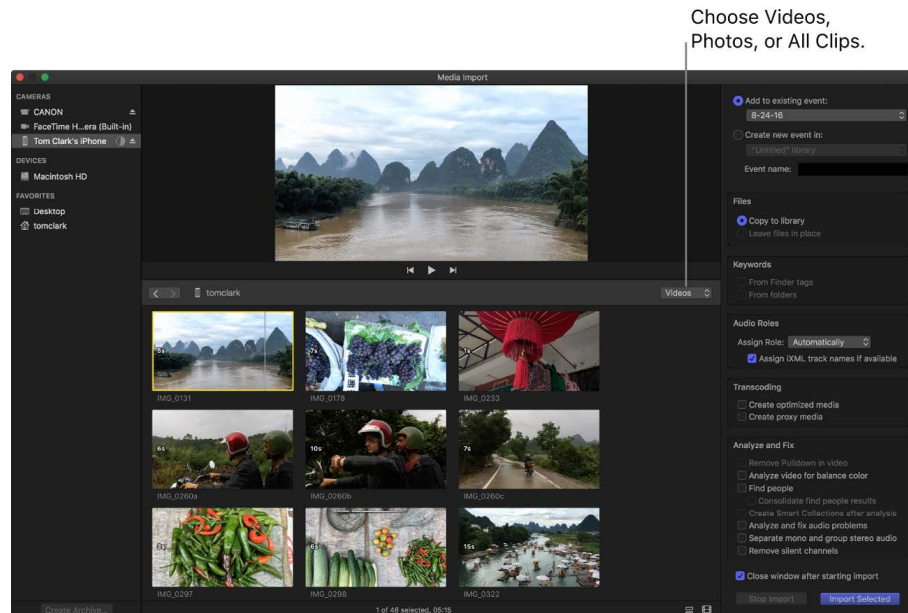 Choose Videos,
Photos, or All Clips.
Media Import
CAMERAS
CANON
FaceTime H...era (Built-in)
Tom Clark's iPhone
DEVICES
Macintosh HD
FAVORITES
Desktop
tomclark
Create Archive...
tomclark
Videos
5s
7s
1s
IMG_0131
IMG_0178
IMG_0233
6s
10s
7s
IMG_0260a
IMG_0260b
IMG_0260c
3s
6s
15s
IMG_0297
IMG_0298
IMG_0322
1 of 48 selected, 05:15
Add to existing event:
8-24-16
Create new event in:
"Untitled" library
Event name:
Files
Copy to library
Leave files in place
Keywords
From Finder tags
From folders
Audio Roles
Assign Role: Automatically
Assign iXML track names if available
Transcoding
Create optimized media
Create proxy media
Analyze and Fix
Remove Pulldown in video
Analyze video for balance color
Find people
Consolidate find people results
Create Smart Collections after analysis
Analyze and fix audio problems
Separate mono and group stereo audio
Remove silent channels
Close window after starting import
Stop Import
Import Selected